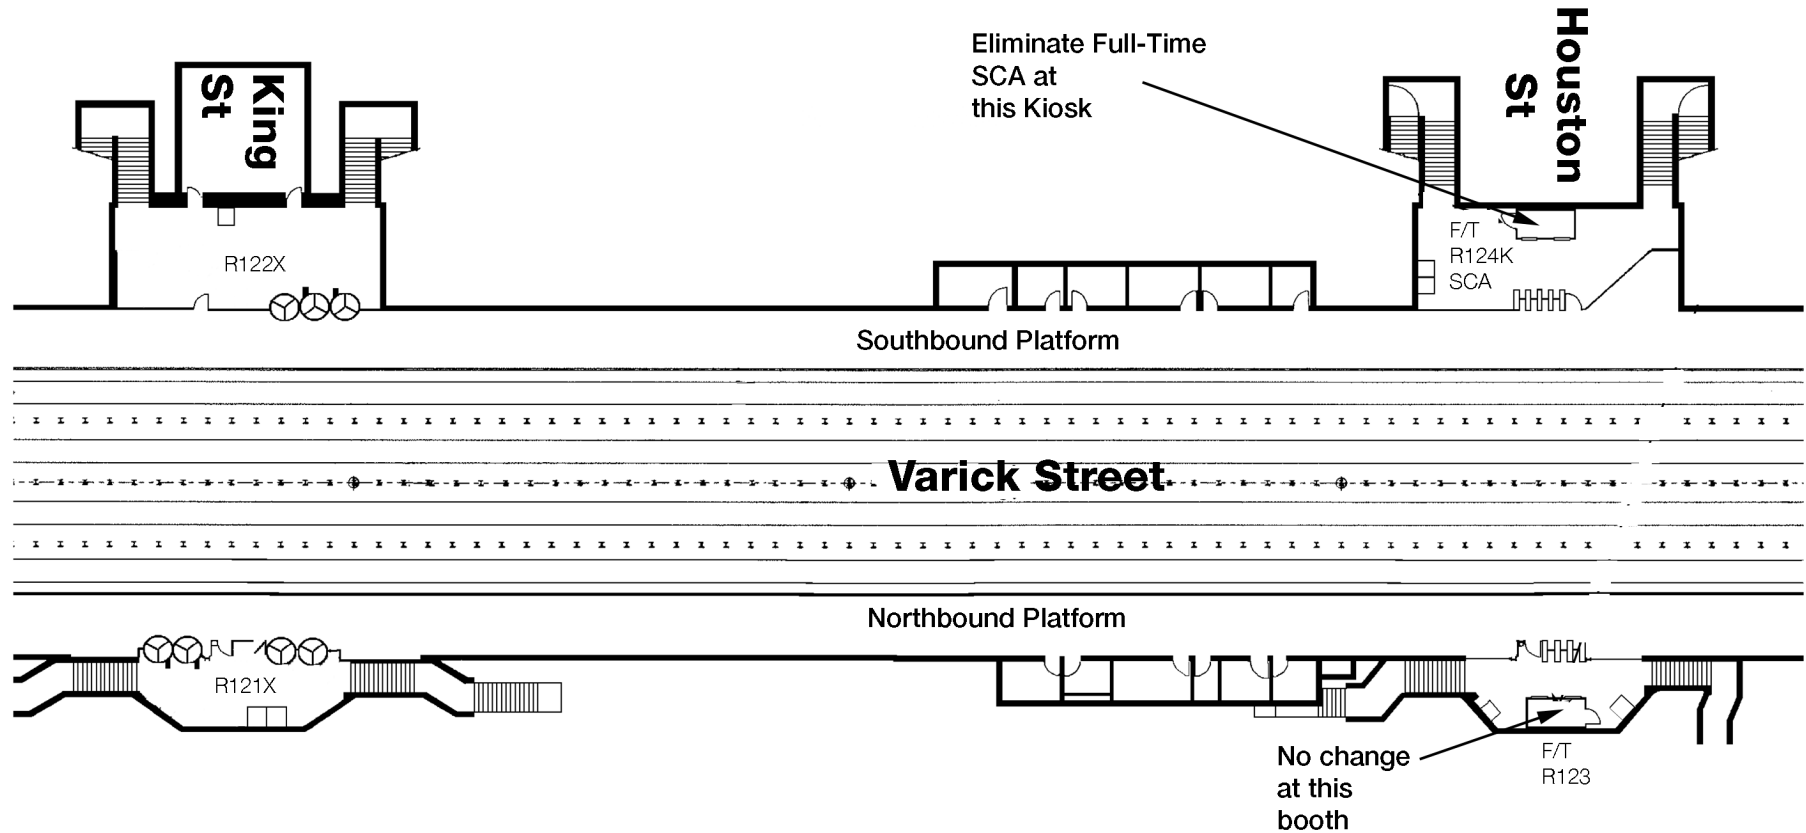 Eliminate Full-Time
SCA at
this Kiosk
King
St
Houston
St
R122X
F/T
R124K
SCA
Southbound Platform
Varick Street
Northbound Platform
R121X
No change
at this
booth
F/T
R123